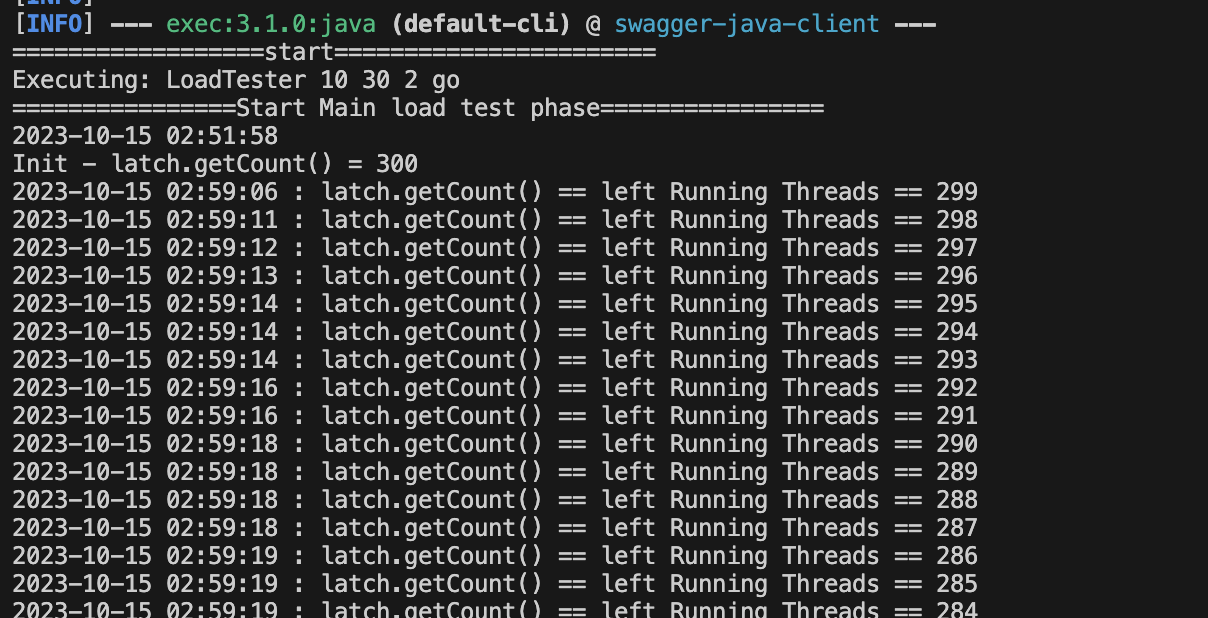 [INFO]
[INFO] --- exec:3.1.0:java (default-cli) @ swagger-java-client ---
==================start=======================
Executing: LoadTester 10 30 2 go
================Start Main load test phase================
2023-10-15 02:51:58
Init - latch.getCount() = 300
2023-10-15 02:59:06 : latch.getCount() == left Running Threads == 299
2023-10-15 02:59:11 : latch.getCount() == left Running Threads == 298
2023-10-15 02:59:12 : latch.getCount() == left Running Threads == 297
2023-10-15 02:59:13 : latch.getCount() == left Running Threads == 296
2023-10-15 02:59:14 : latch.getCount() == left Running Threads == 295
2023-10-15 02:59:14 : latch.getCount() == left Running Threads == 294
2023-10-15 02:59:14 : latch.getCount() == left Running Threads == 293
2023-10-15 02:59:16 : latch.getCount() == left Running Threads == 292
2023-10-15 02:59:16 : latch.getCount() == left Running Threads == 291
2023-10-15 02:59:18 : latch.getCount() == left Running Threads == 290
2023-10-15 02:59:18 : latch.getCount() == left Running Threads == 289
2023-10-15 02:59:18 : latch.getCount() == left Running Threads == 288
2023-10-15 02:59:18 : latch.getCount() == left Running Threads == 287
2023-10-15 02:59:19 : latch.getCount() == left Running Threads == 286
2023-10-15 02:59:19 : latch.getCount() == left Running Threads == 285
2023-10-15 02:59:19 : latch.getCount() == left Running Threads == 284